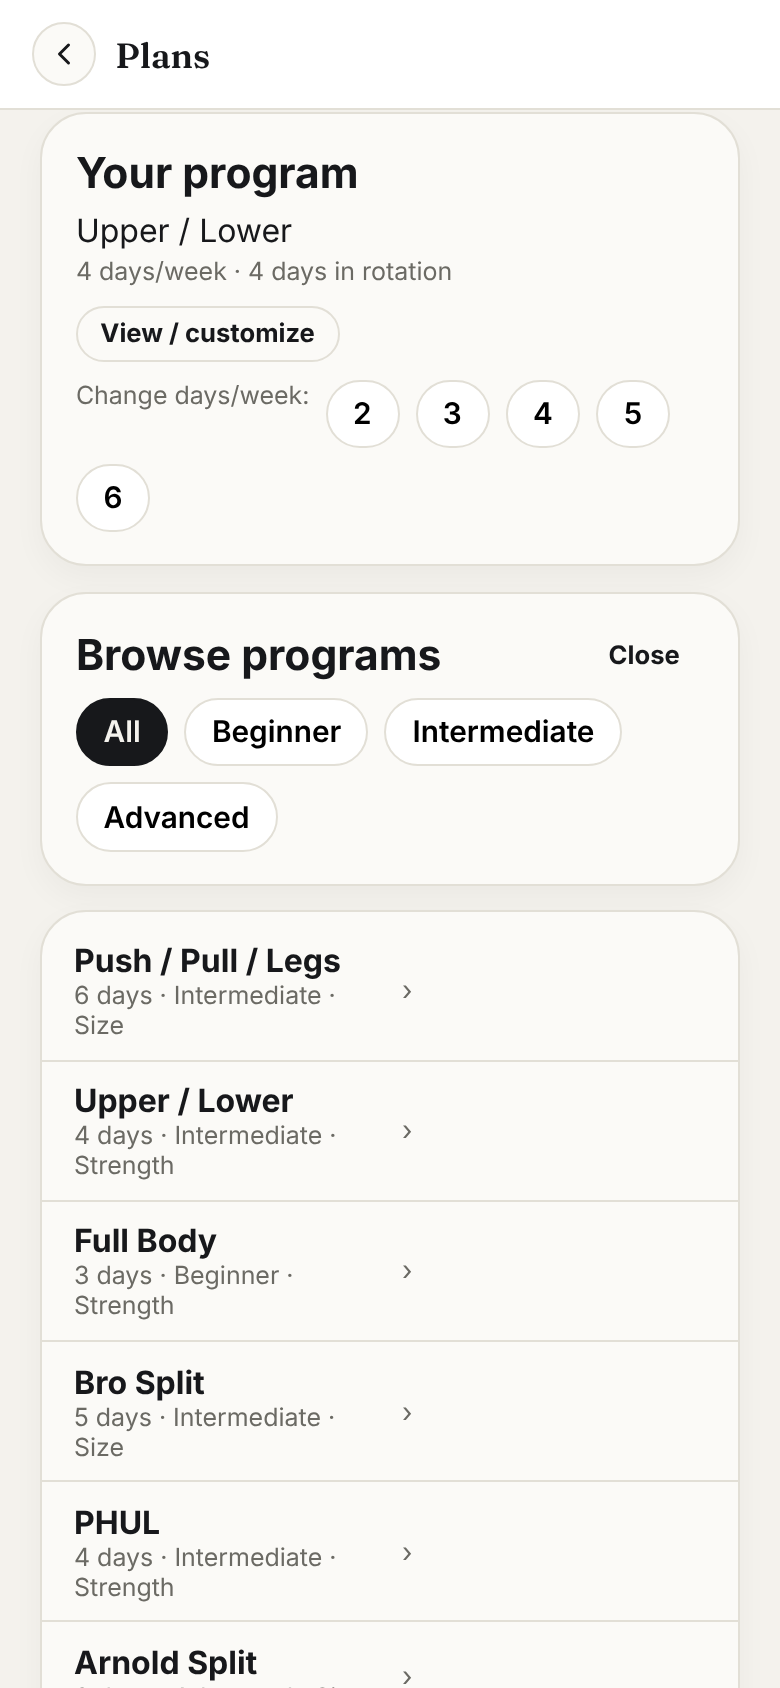 Plans
Your program
Upper / Lower
4 days/week · 4 days in rotation
View / customize
Change days/week: 2 3 4 5
6
Browse programs Close
All Beginner Intermediate
Advanced
Push / Pull / Legs
6 days · Intermediate ·
Size
›
Upper / Lower
4 days · Intermediate ·
Strength
›
Full Body
3 days · Beginner ·
Strength
›
Bro Split
5 days · Intermediate ·
Size
›
PHUL
4 days · Intermediate ·
Strength
›
Arnold Split
›